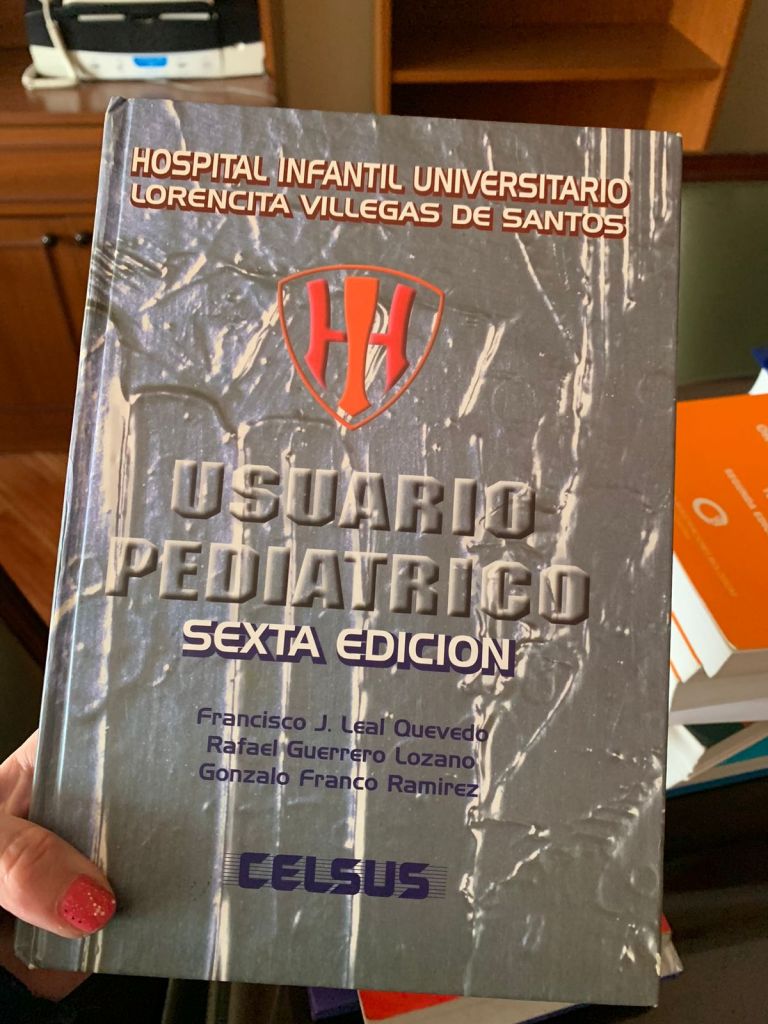 HOSPITAL INFANTIL UNIVERSITARIO
LORENCITA VILLEGAS DE SANTOS
HIH
USUARIO
PEDIATRICO
SEXTA EDICION
Francisco J. Leal Quevedo
Rafael Guerrero Lozano
Gonzalo Franco Ramirez
CELSUS